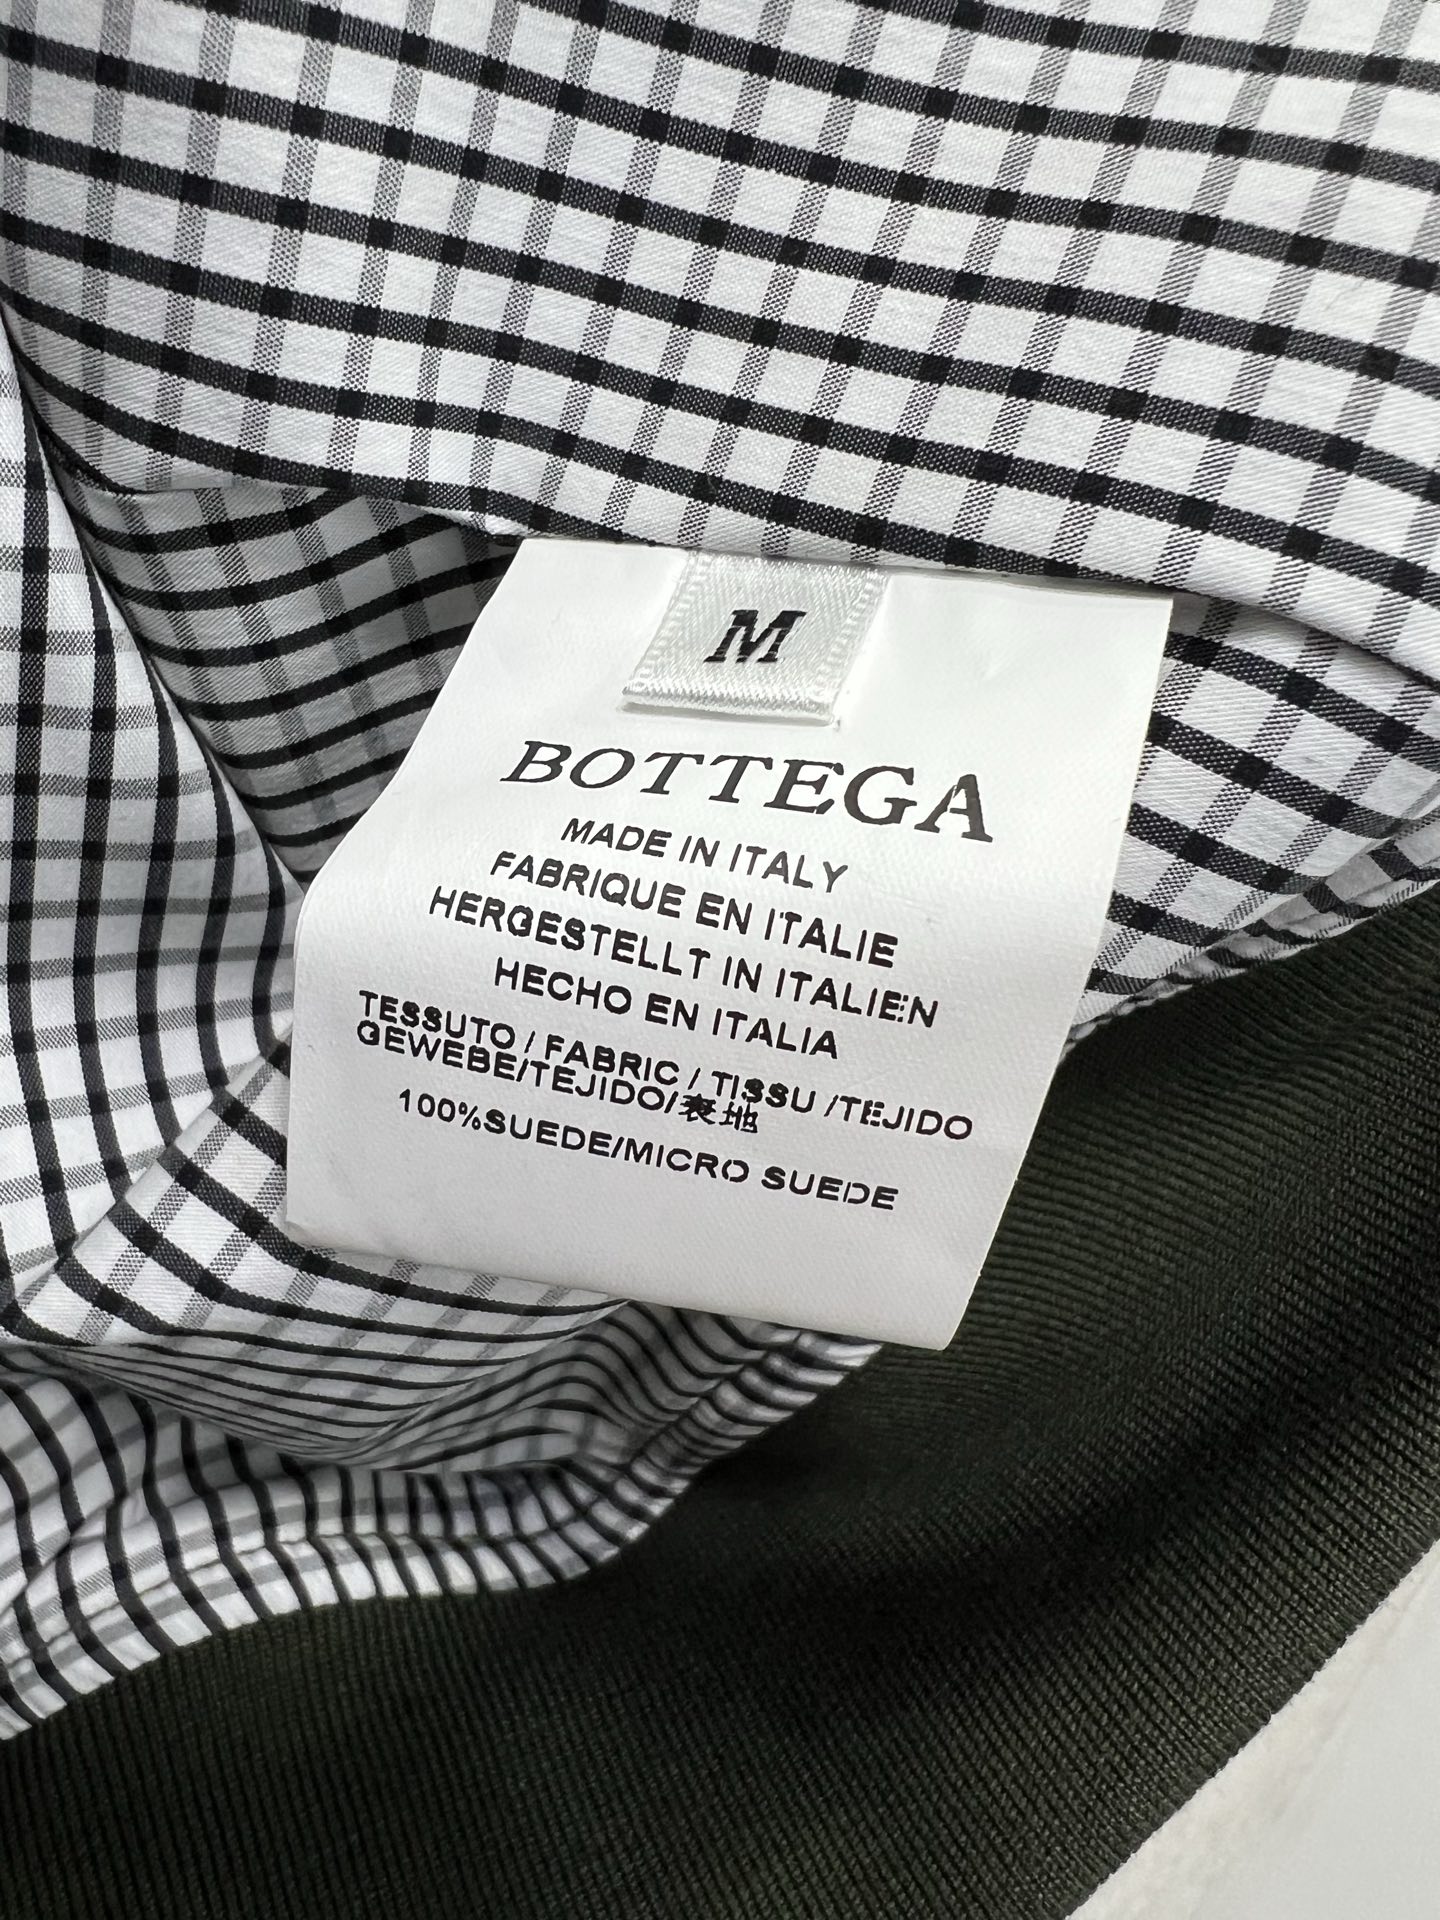 M
BOTTEGA
MADE IN ITALY
FABRIQUE EN ITALIE
HERGESTELLT IN ITALIEN
HECHO EN ITALIA
TESSUTO / FABRIC / TISSU /TEJIDO
GEWEBE/TEJIDO/表地
100%SUEDE/MICRO SUEDE